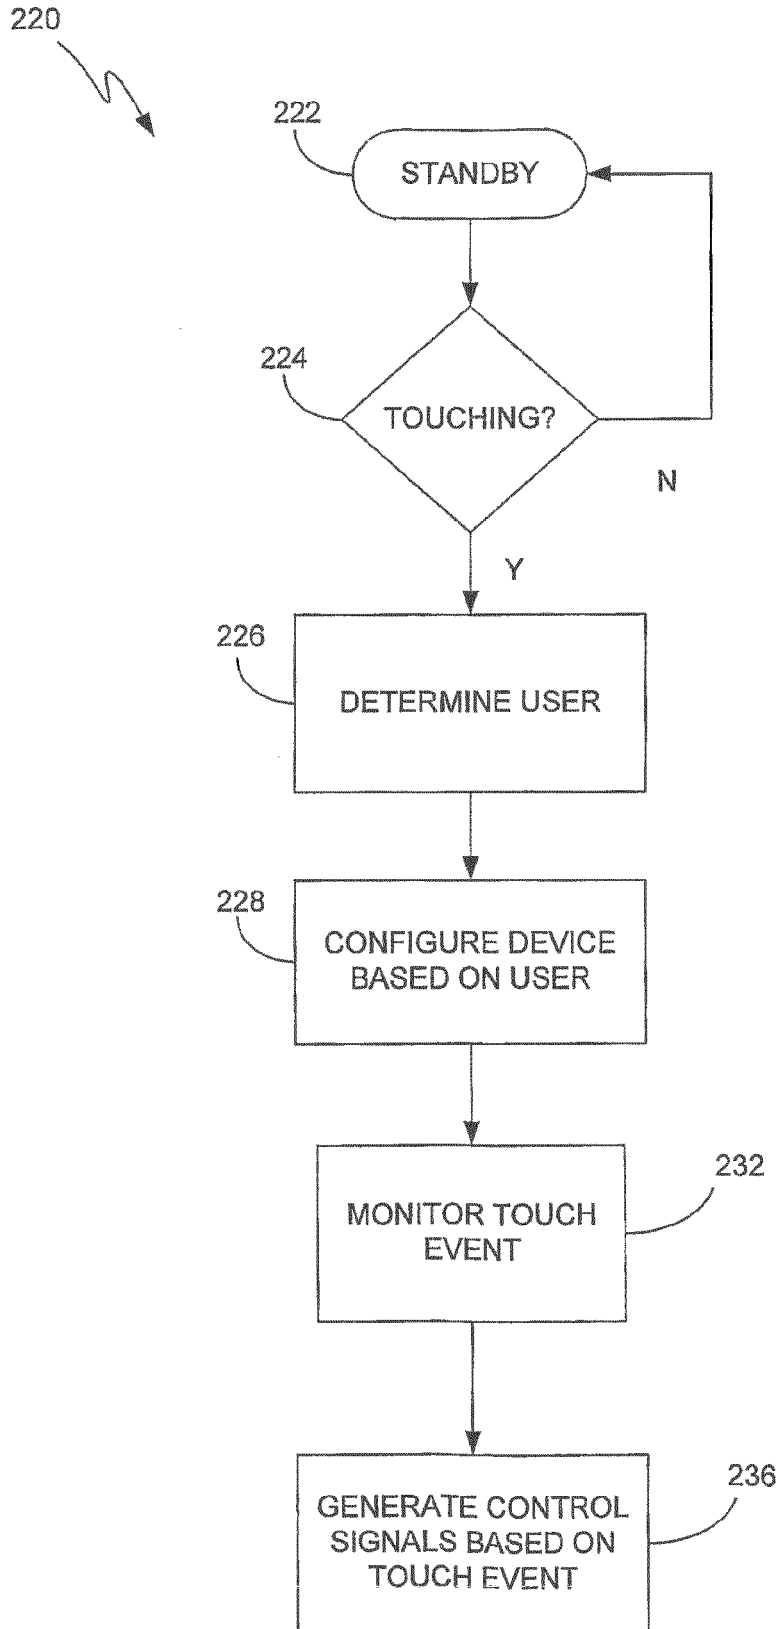 220
222
STANDBY
224
TOUCHING?
N
Y
226
DETERMINE USER
228
CONFIGURE DEVICE
BASED ON USER
232
MONITOR TOUCH
EVENT
236
GENERATE CONTROL
SIGNALS BASED ON
TOUCH EVENT